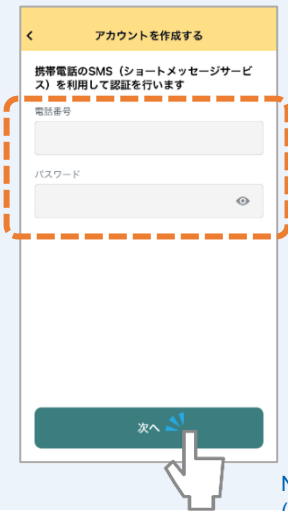 アカウントを作成する
携帯電話のSMS（ショートメッセージサービ
ス）を利用して認証を行います
電話番号
パスワード
次へ
N
(